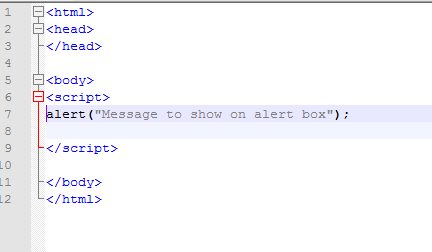 1 <html>
2 <head>
3 </head>
4
5 <body>
6 <script>
7 alert("Message to show on alert box");
8
9 </script>
10
11 </body>
12 </html>